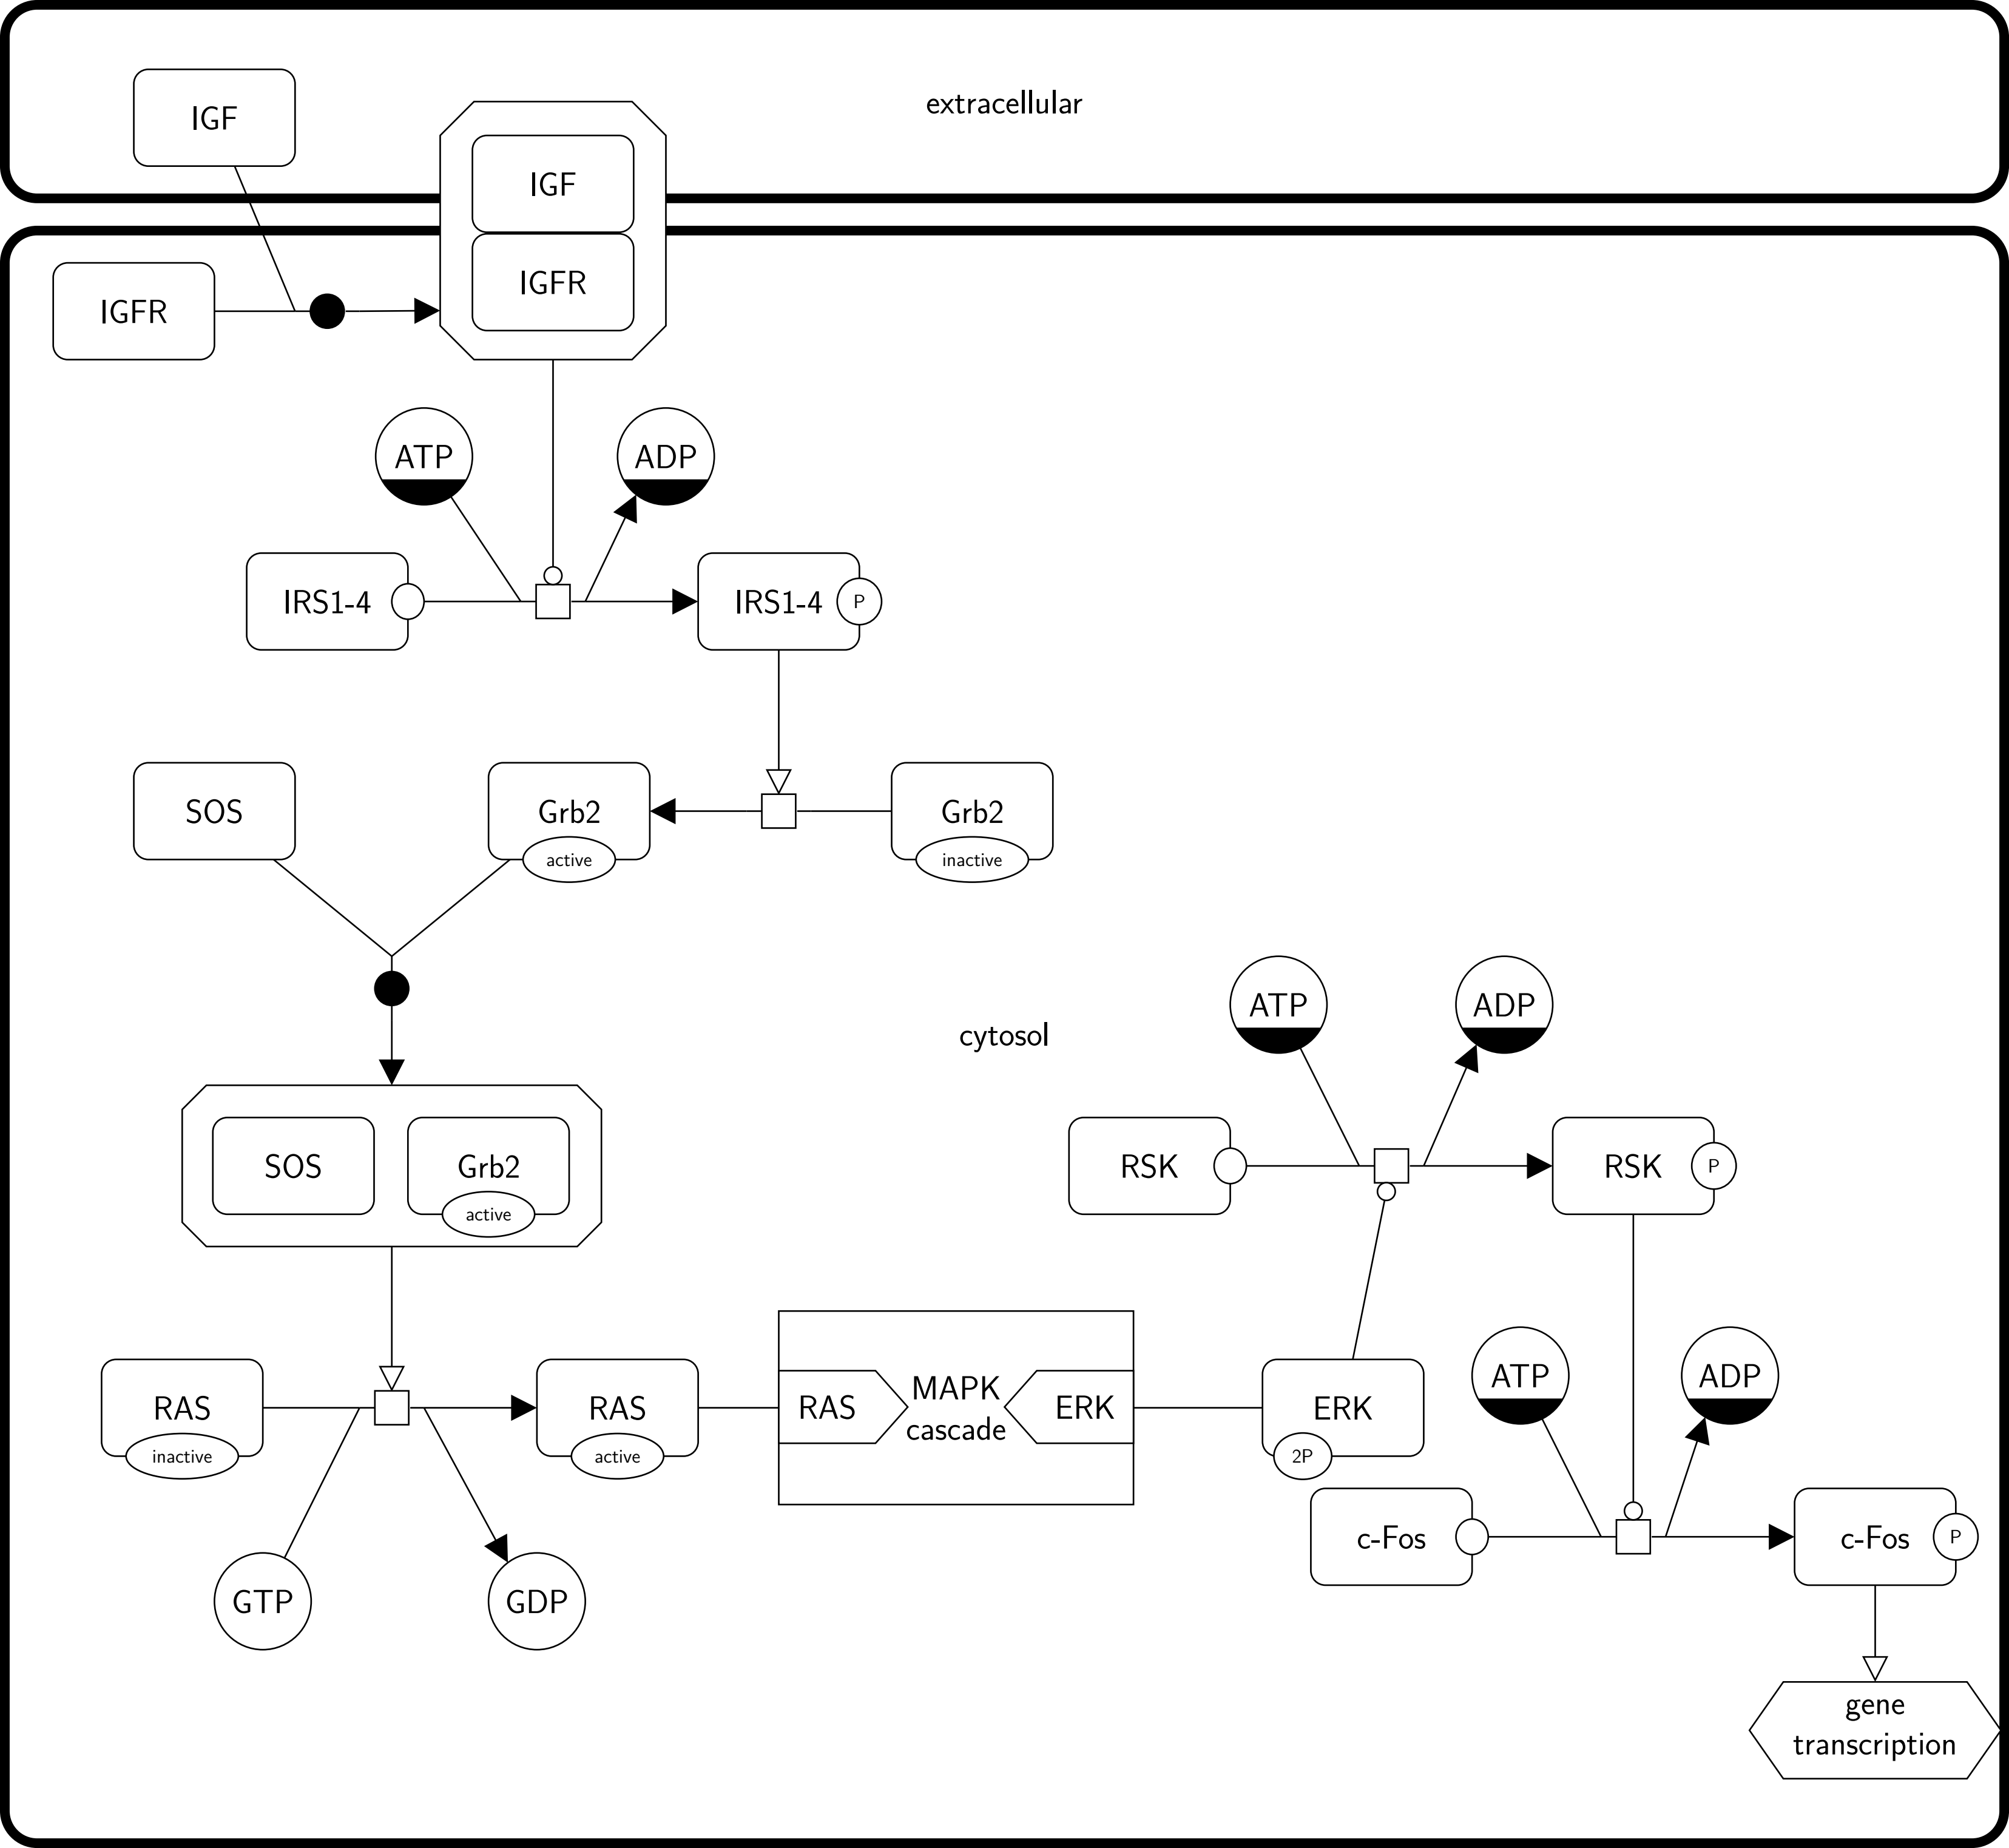 extracellular
IGF
IGF
IGFR
IGFR
ATP
ADP
IRS1-4
IRS1-4
P
SOS
Grb2
active
Grb2
inactive
cytosol
ATP
ADP
SOS
Grb2
active
RSK
RSK
P
RAS
inactive
RAS
active
RAS
MAPK
cascade
ERK
ERK
2P
ATP
ADP
c-Fos
c-Fos
P
GTP
GDP
gene
transcription